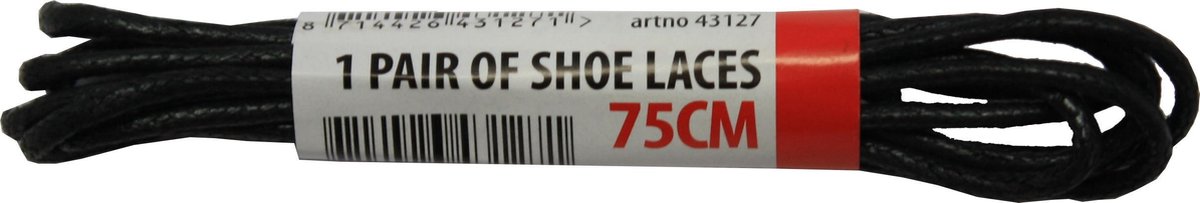 8 714426 431271 > artno 43127
1 PAIR OF SHOE LACES
75CM